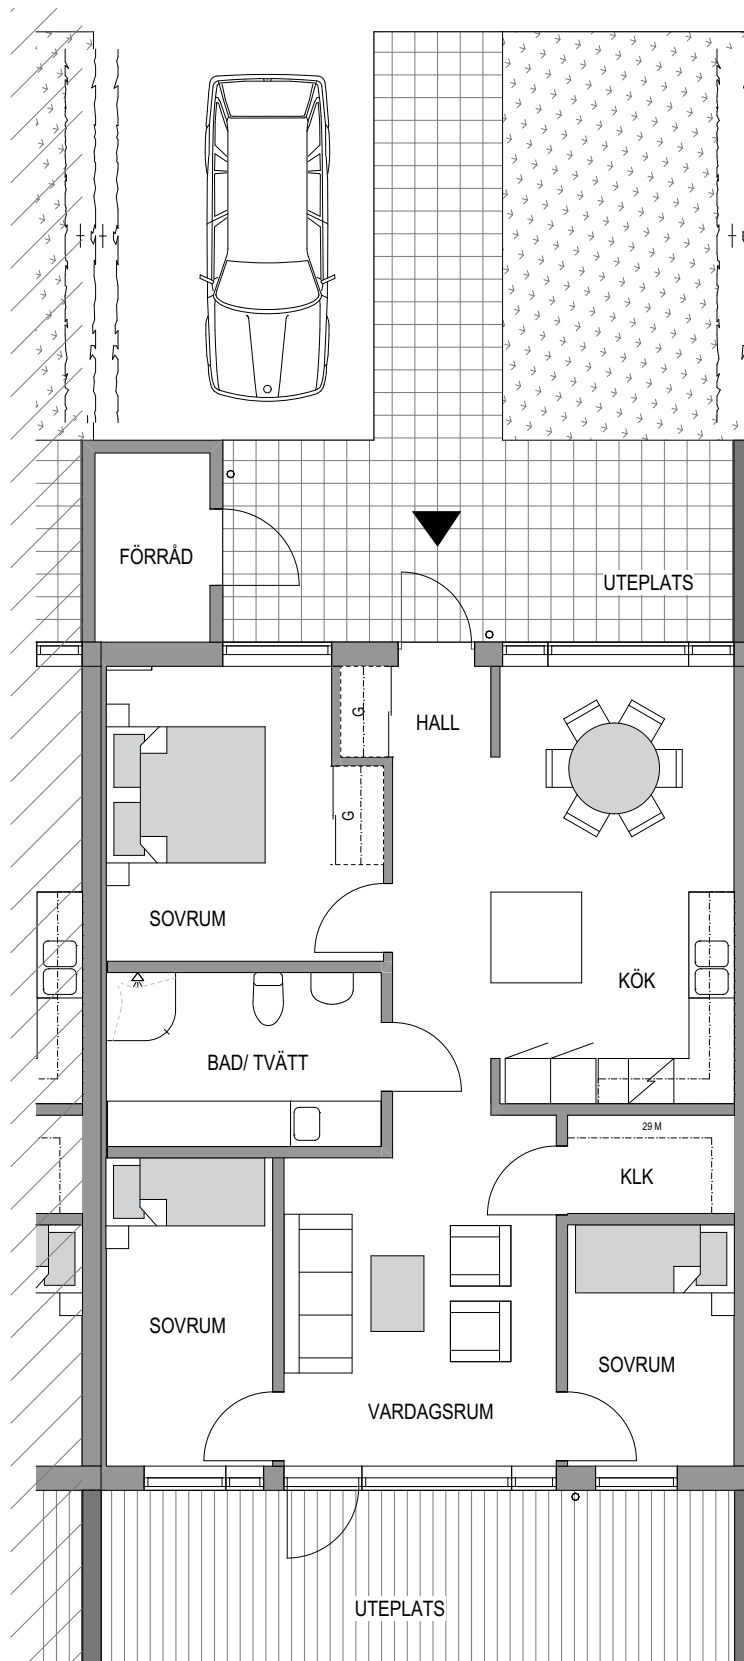 FÖRRÅD
UTEPLATS
G
HALL
G
SOVRUM
KÖK
BAD/ TVÄTT
29 M
KLK
SOVRUM
SOVRUM
VARDAGSRUM
UTEPLATS